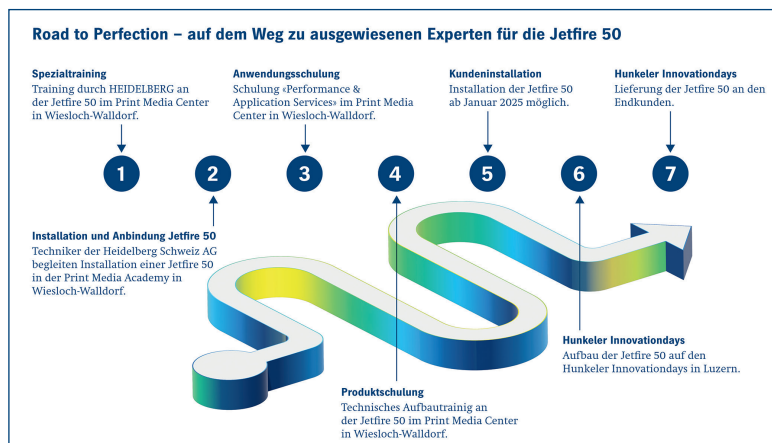 Road to Perfection – auf dem Weg zu ausgewiesenen Experten für die Jetfire 50
Spezialtraining
Training durch HEIDELBERG an
der Jetfire 50 im Print Media Center
in Wiesloch-Walldorf.
Anwendungsschulung
Schulung «Performance &
Application Services» im Print Media
Center in Wiesloch-Walldorf.
Kundeninstallation
Installation der Jetfire 50
ab Januar 2025 möglich.
Hunkeler Innovationdays
Lieferung der Jetfire 50 an den
Endkunden.
1
2
3
4
5
6
7
Installation und Anbindung Jetfire 50
Techniker der Heidelberg Schweiz AG
begleiten Installation einer Jetfire 50
in der Print Media Academy in
Wiesloch-Walldorf.
Hunkeler Innovationdays
Aufbau der Jetfire 50 auf den
Hunkeler Innovationdays in Luzern.
Produktschulung
Technisches Aufbautrainig an
der Jetfire 50 im Print Media Center
in Wiesloch-Walldorf.